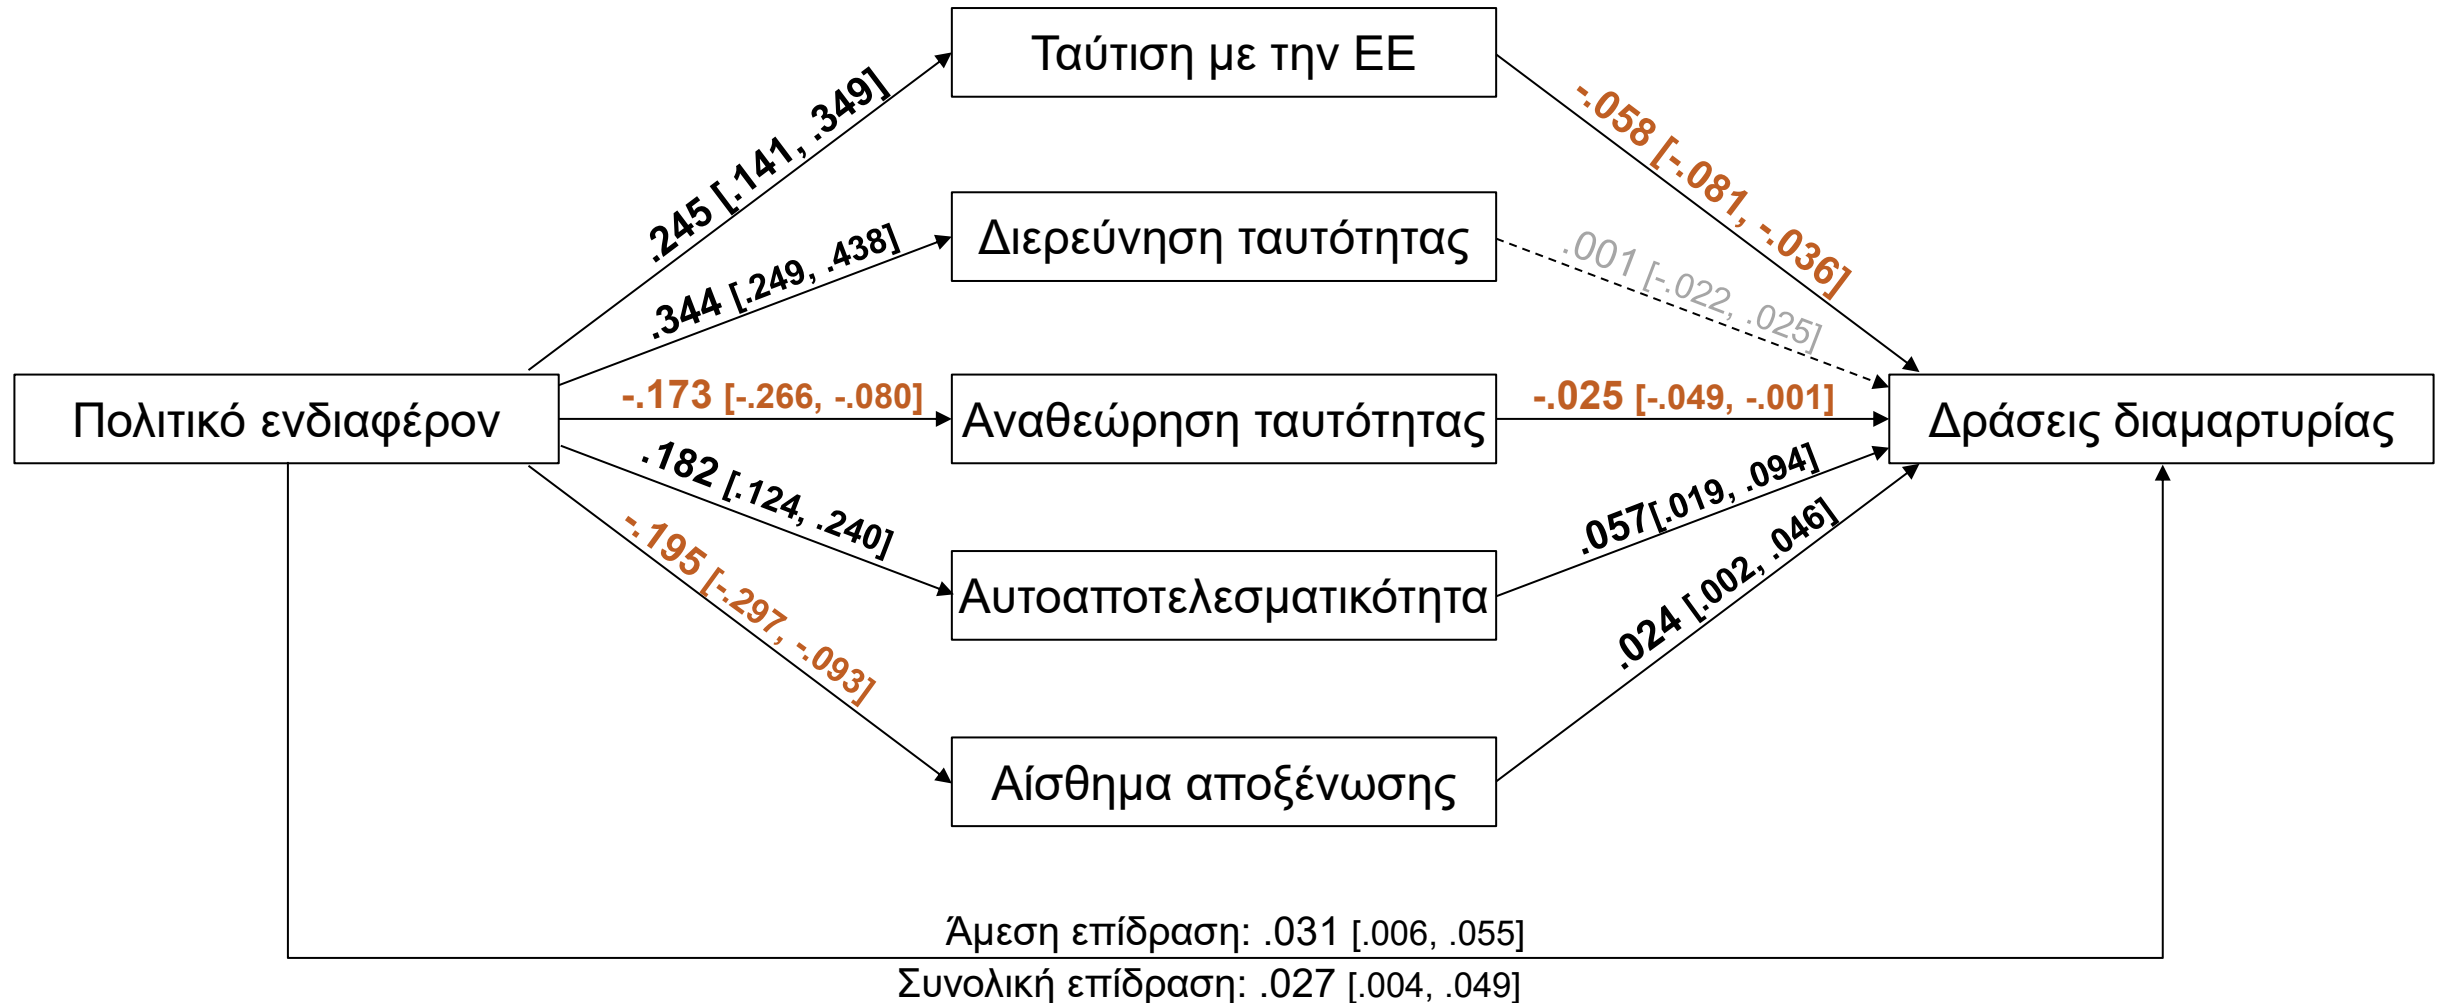 Ταύτιση με την ΕΕ
.245 [.141, .349]
-.058 [-.081, -.036]
Διερεύνηση ταυτότητας
.344 [.249, .438]
.001 [-.022, .025]
Πολιτικό ενδιαφέρον
-.173 [-.266, -.080]
Αναθεώρηση ταυτότητας
-.025 [-.049, -.001]
Δράσεις διαμαρτυρίας
.182 [.124, .240]
Αυτοαποτελεσματικότητα
.057[.019, .094]
-.195 [-.297, -.093]
Αίσθημα αποξένωσης
.024 [.002, .046]
Άμεση επίδραση: .031 [.006, .055]
Συνολική επίδραση: .027 [.004, .049]